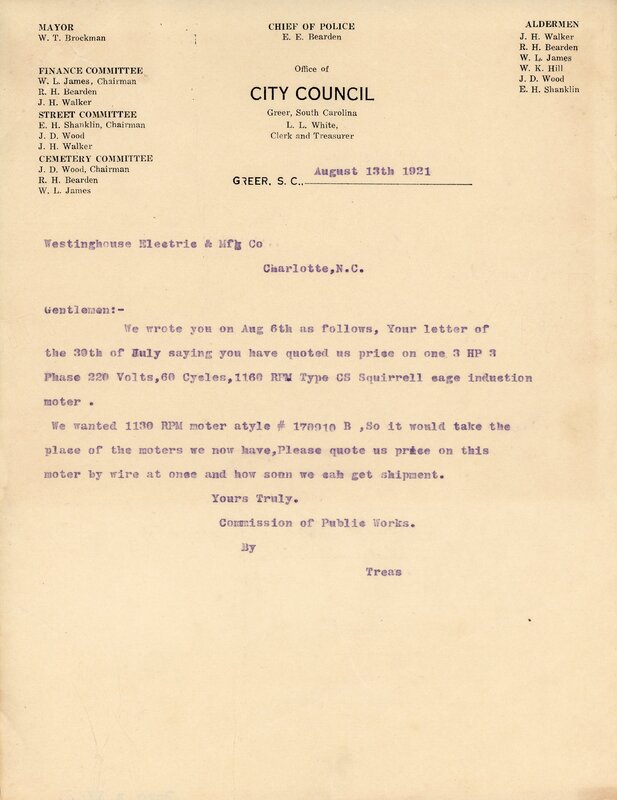 MAYOR
W. T. Brockman
FINANCE COMMITTEE
W. L. James, Chairman
R. H. Bearden
J. H. Walker
STREET COMMITTEE
E. H. Shanklin, Chairman
J. D. Wood
J. H. Walker
CEMETERY COMMITTEE
J. D. Wood, Chairman
R. H. Bearden
W. L. James
CHIEF OF POLICE
E. E. Bearden
Office of
CITY COUNCIL
Greer, South Carolina
L. L. White,
Clerk and Treasurer
ALDERMEN
J. H. Walker
R. H. Bearden
W. L. James
W. K. Hill
J. D. Wood
E. H. Shanklin
GREER, S. C., August 13th 1921
Westinghouse Electric & Mfg Co
Charlotte,N.C.
Gentlemen:-
We wrote you on Aug 6th as follows, Your letter of
the 30th of July saying you have quoted us price on one 3 HP 3
Phase 220 Volts,60 Cycles,1160 RPM Type CS Squirrell cage induction
moter .
We wanted 1130 RPM moter atyle # 178910 B ,So it would take the
place of the moters we now have,Please quote us price on this
moter by wire at once and how soon we can get shipment.
Yours Truly.
Commission of Public Works.
By
Treas